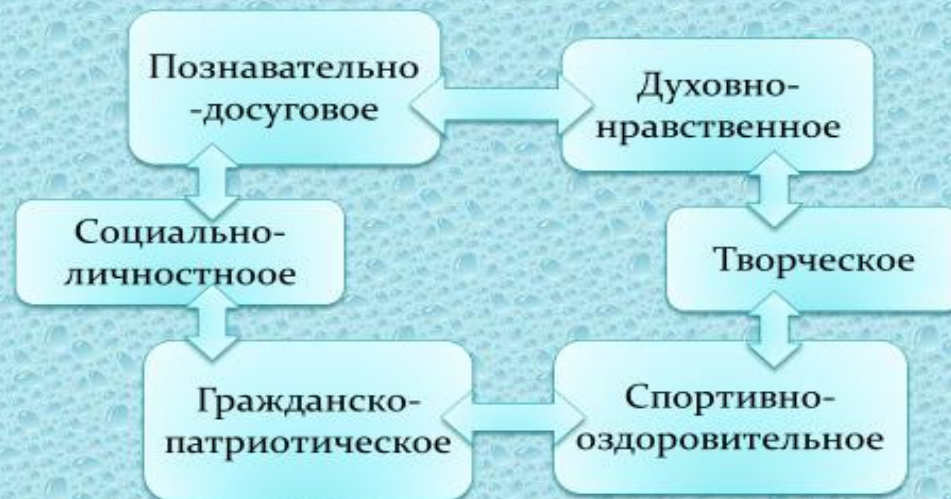 Познавательно
-досуговое
Духовно-
нравственное
Социально-
личностноое
Творческое
Гражданско-
патриотическое
Спортивно-
оздоровительное